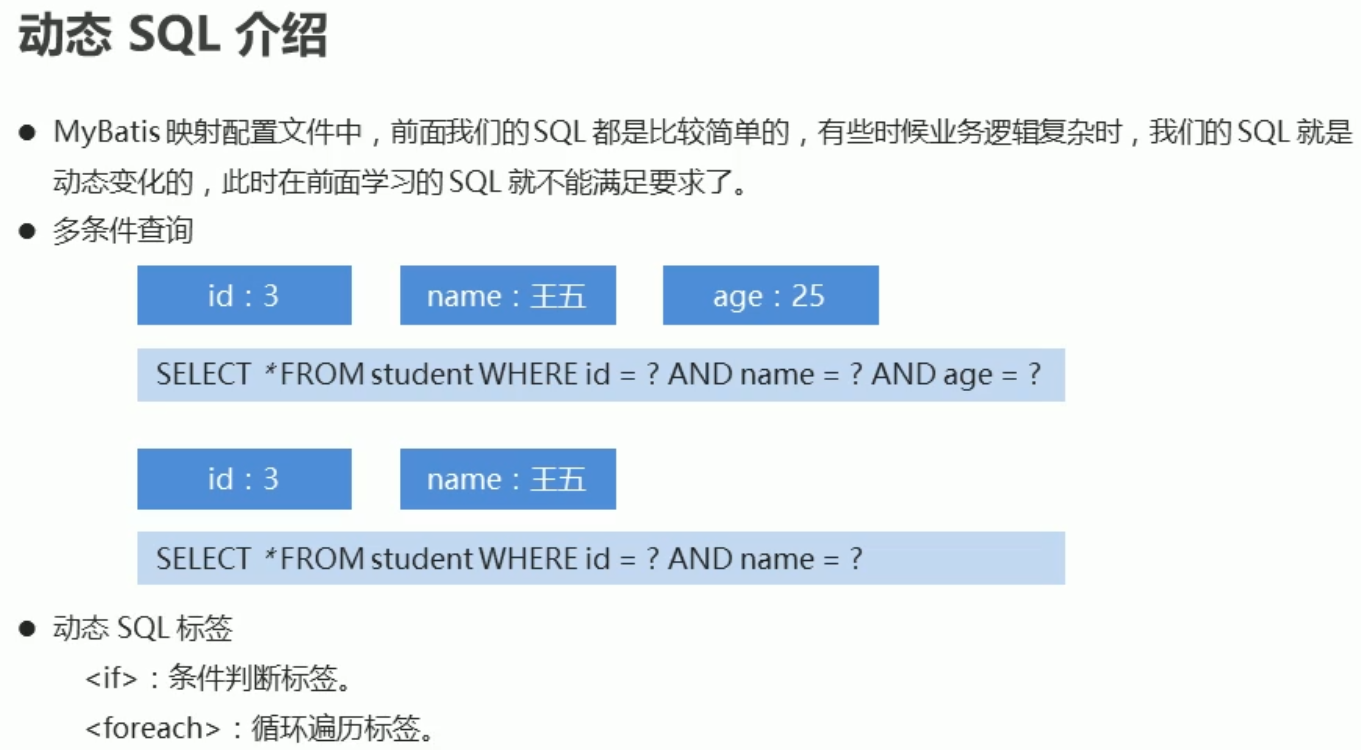 动态 SQL 介绍
● MyBatis 映射配置文件中，前面我们的 SQL 都是比较简单的，有些时候业务逻辑复杂时，我们的 SQL 就是
动态变化的，此时在前面学习的 SQL 就不能满足要求了。
● 多条件查询
id：3 name：王五 age：25
SELECT *FROM student WHERE id = ? AND name = ? AND age = ?
id：3 name：王五
SELECT *FROM student WHERE id = ? AND name = ?
● 动态 SQL 标签
<if>：条件判断标签。
<foreach>：循环遍历标签。